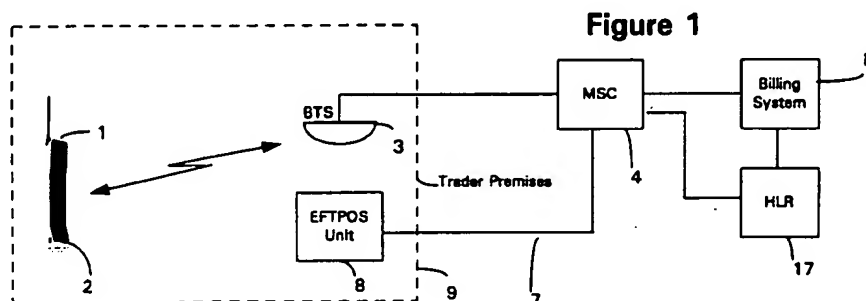 Figure 1
1
BTS
3
MSC
4
Billing
System
Trader Premises
EFTPOS
Unit
8
9
7
HLR
17
2